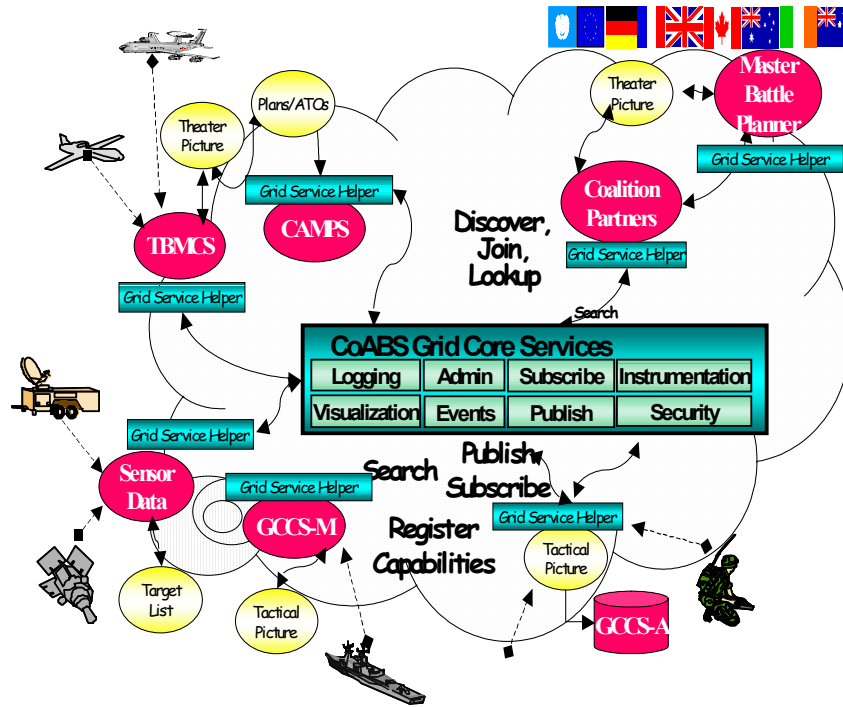 Plans/ATOs
Theater
Picture
Theater
Picture
Master
Battle
Planner
Grid Service Helper
Grid Service Helper
CAMPS
Coalition
Partners
TBMCS
Discover,
Join,
Lookup
Grid Service Helper
Grid Service Helper
Search
CoABS Grid Core Services
Logging
Admin
Subscribe
Instrumentation
Visualization
Events
Publish
Security
Grid Service Helper
Sensor
Data
Search
Publish
Subscribe
Grid Service Helper
GCCS-M
Register
Capabilities
Grid Service Helper
Tactical
Picture
Target
List
Tactical
Picture
GCCS-A